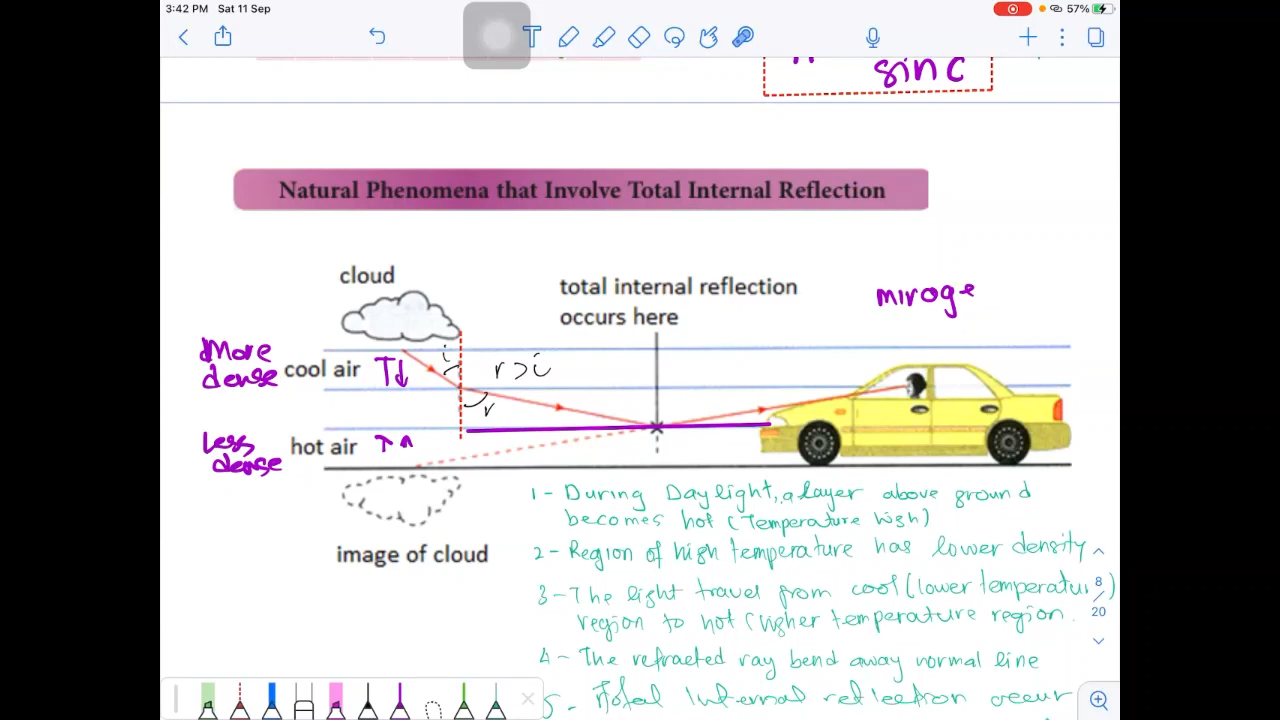 3:42 PM Sat 11 Sep
57%
sin C
Natural Phenomena that Involve Total Internal Reflection
cloud
total internal reflection
occurs here
mirage
More
dense
cool air
T↓
i
r > i
r
Less
dense
hot air
T↑
image of cloud
1- During Daylight, a layer above ground
becomes hot (Temperature high)
2- Region of high temperature has lower density
3- The light travel from cool (lower temperatur)
region to hot (higher temperature region.
4- The refracted ray bend away normal line
5- Total Internal reflection occur
8
20